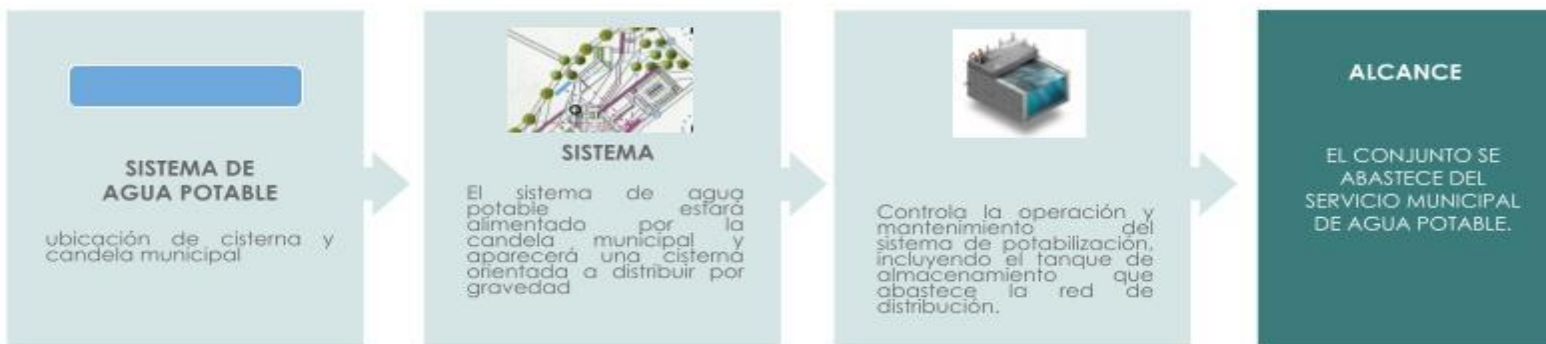 SISTEMA DE
AGUA POTABLE
ubicación de cisterna y
candela municipal
SISTEMA
El sistema de agua
potable estará
alimentado por la
candela municipal y
aparecerá una cisterna
orientada a distribuir por
gravedad
Controla la operación y
mantenimiento del
sistema de potabilización,
incluyendo el tanque de
almacenamiento que
abastece la red de
distribución.
ALCANCE
EL CONJUNTO SE
ABASTECE DEL
SERVICIO MUNICIPAL
DE AGUA POTABLE.